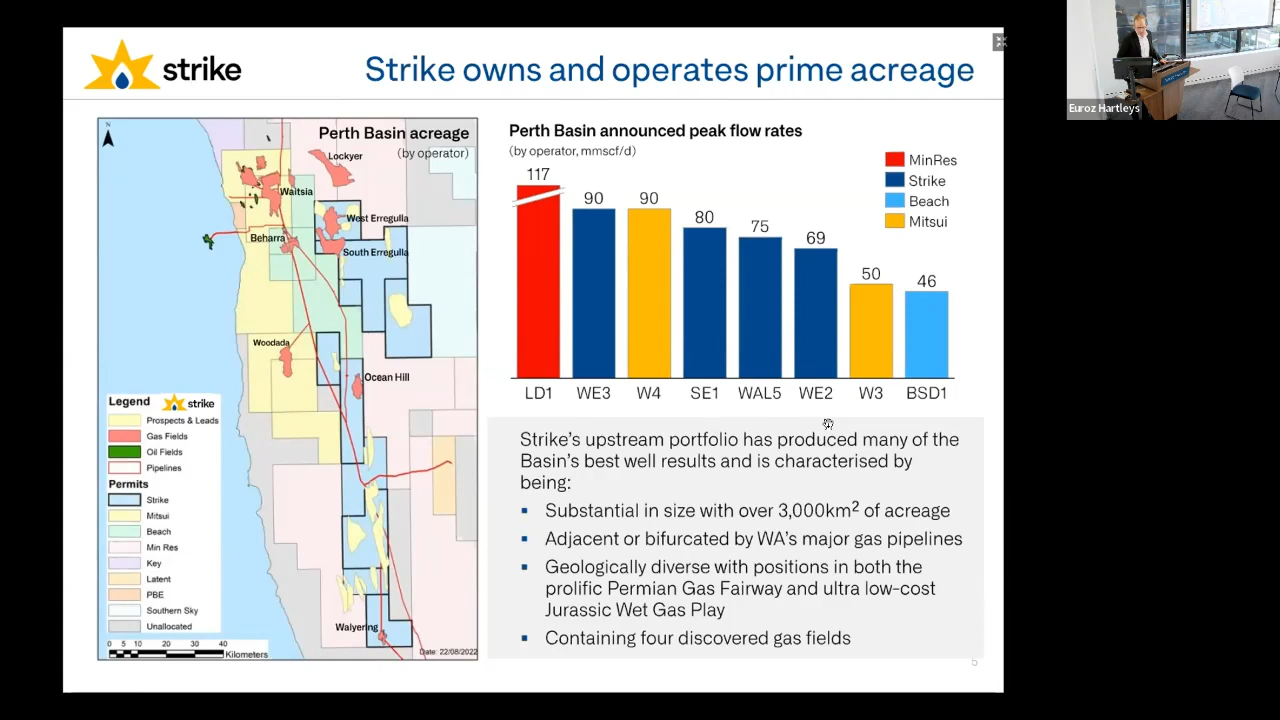 strike
Strike owns and operates prime acreage
Euroz Hartleys
N
Perth Basin acreage
(by operator)
Lockyer
Waitsia
West Erregulla
Beharra
South Erregulla
Woodada
Ocean Hill
Walyering
Legend
strike
Prospects & Leads
Gas Fields
Oil Fields
Pipelines
Permits
Strike
Mitsui
Beach
Min Res
Key
Latent
PBE
Southern Sky
Unallocated
0 5 10 20 30 40
Kilometers
Date: 22/08/2022
Perth Basin announced peak flow rates
(by operator, mmscf/d)
MinRes
Strike
Beach
Mitsui
117 90 90 80 75 69 50 46
LD1 WE3 W4 SE1 WAL5 WE2 W3 BSD1
Strike's upstream portfolio has produced many of the
Basin's best well results and is characterised by
being:
▪ Substantial in size with over 3,000km² of acreage
▪ Adjacent or bifurcated by WA's major gas pipelines
▪ Geologically diverse with positions in both the
prolific Permian Gas Fairway and ultra low-cost
Jurassic Wet Gas Play
▪ Containing four discovered gas fields
5